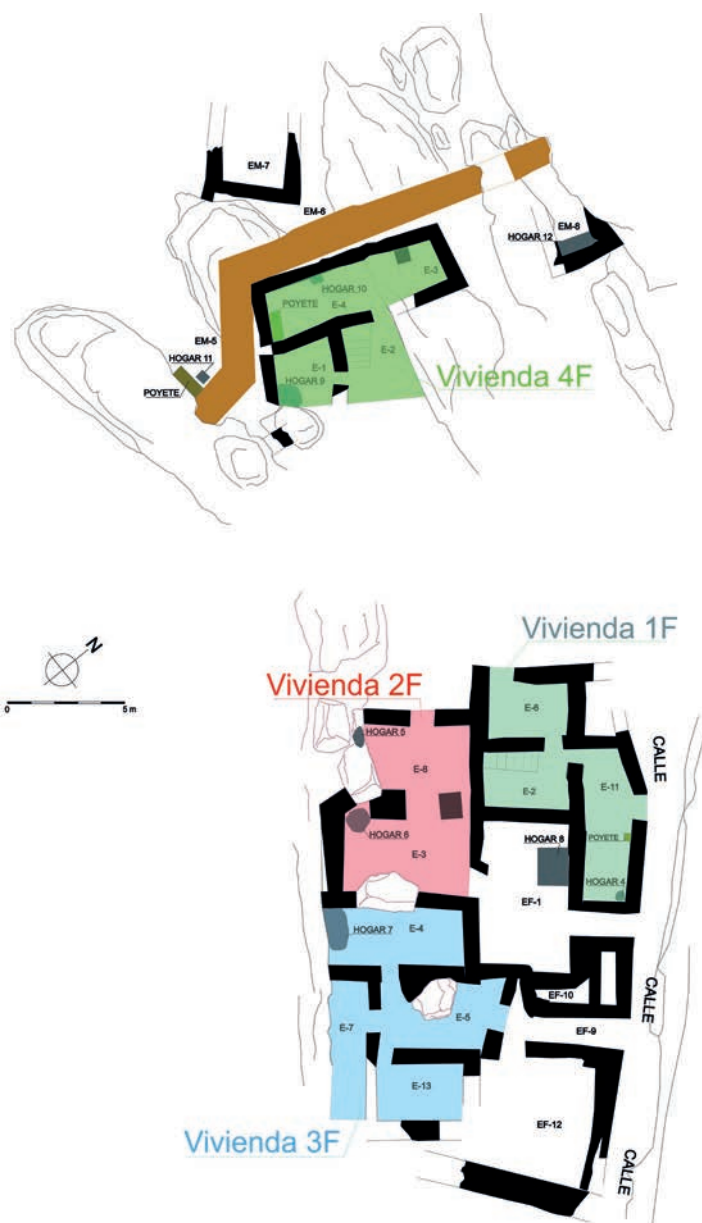 EM-7
EM-6
EM-8
HOGAR 12
E-3
HOGAR 10
POYETE
E-4
EM-5
HOGAR 11
E-1
E-2
HOGAR 9
POYETE
Vivienda 4F
N
0 5 m
Vivienda 1F
Vivienda 2F
E-6
HOGAR 5
CALLE
E-8
E-11
E-2
HOGAR 6
HOGAR 8
POYETE
E-3
HOGAR 4
EF-1
HOGAR 7
E-4
EF-10
CALLE
E-5
E-7
EF-9
E-13
EF-12
Vivienda 3F
CALLE